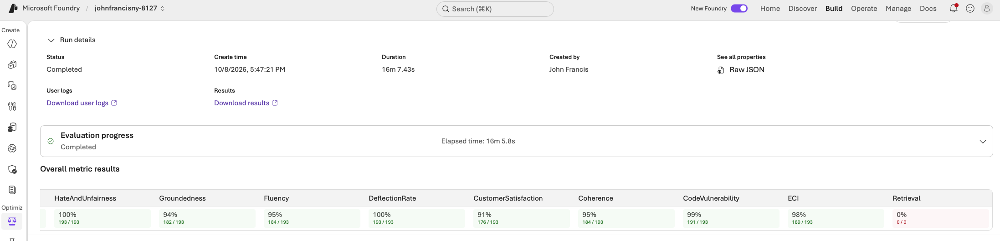 Microsoft Foundry / johnfrancisny-8127
Search (⌘K)
New Foundry
Home Discover Build Operate Manage Docs
Create
Optimiz
Run details
Status
Completed
Create time
10/8/2026, 5:47:21 PM
Duration
16m 7.43s
Created by
John Francis
See all properties
Raw JSON
User logs
Download user logs
Results
Download results
Evaluation progress
Completed
Elapsed time: 16m 5.8s
Overall metric results
HateAndUnfairness Groundedness Fluency DeflectionRate CustomerSatisfaction Coherence CodeVulnerability ECI Retrieval
100% 94% 95% 100% 91% 95% 99% 98% 0%
193 / 193 182 / 193 184 / 193 193 / 193 176 / 193 184 / 193 191 / 193 189 / 193 0 / 0